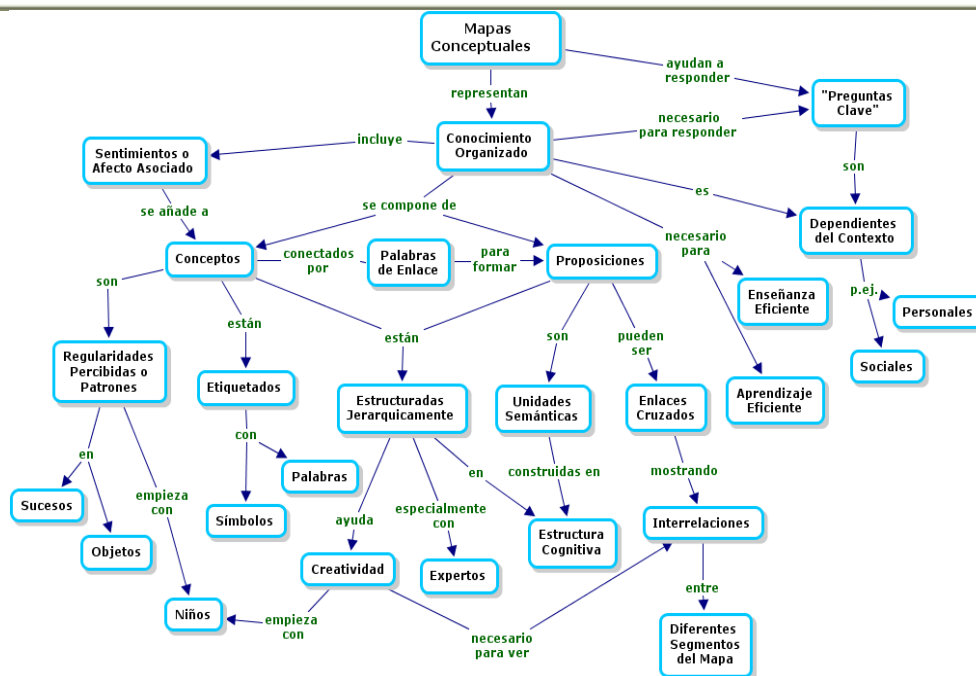 Mapas
Conceptuales
ayudan a
responder
representan
"Preguntas
Clave"
necesario
para responder
Conocimiento
Organizado
incluye
Sentimientos o
Afecto Asociado
son
es
se añade a
se compone de
Dependientes
del Contexto
necesario
para
Conceptos
conectados
por
Palabras
de Enlace
para
formar
Proposiciones
son
Enseñanza
Eficiente
p.ej.
Personales
están
están
son
pueden
ser
Regularidades
Percibidas o
Patrones
Sociales
Etiquetados
Estructuradas
Jerarquicamente
Unidades
Semánticas
Enlaces
Cruzados
Aprendizaje
Eficiente
con
en
Palabras
en
construidas en
mostrando
Sucesos
empieza
con
Símbolos
ayuda
especialmente
con
Interrelaciones
Objetos
Estructura
Cognitiva
Creatividad
Expertos
entre
Niños
empieza
con
necesario
para ver
Diferentes
Segmentos
del Mapa